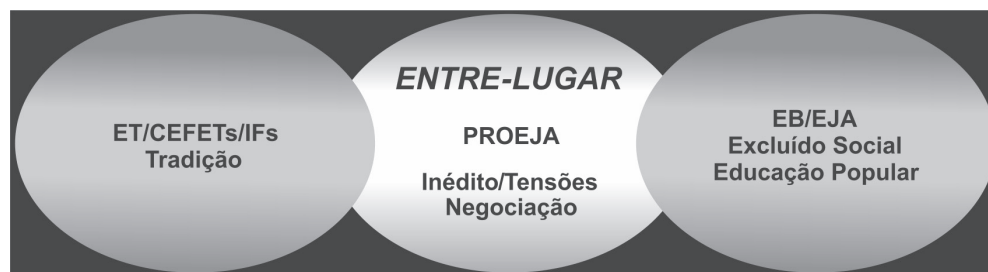 ET/CEFETs/IFs
Tradição
ENTRE-LUGAR
PROEJA
Inédito/Tensões
Negociação
EB/EJA
Excluído Social
Educação Popular